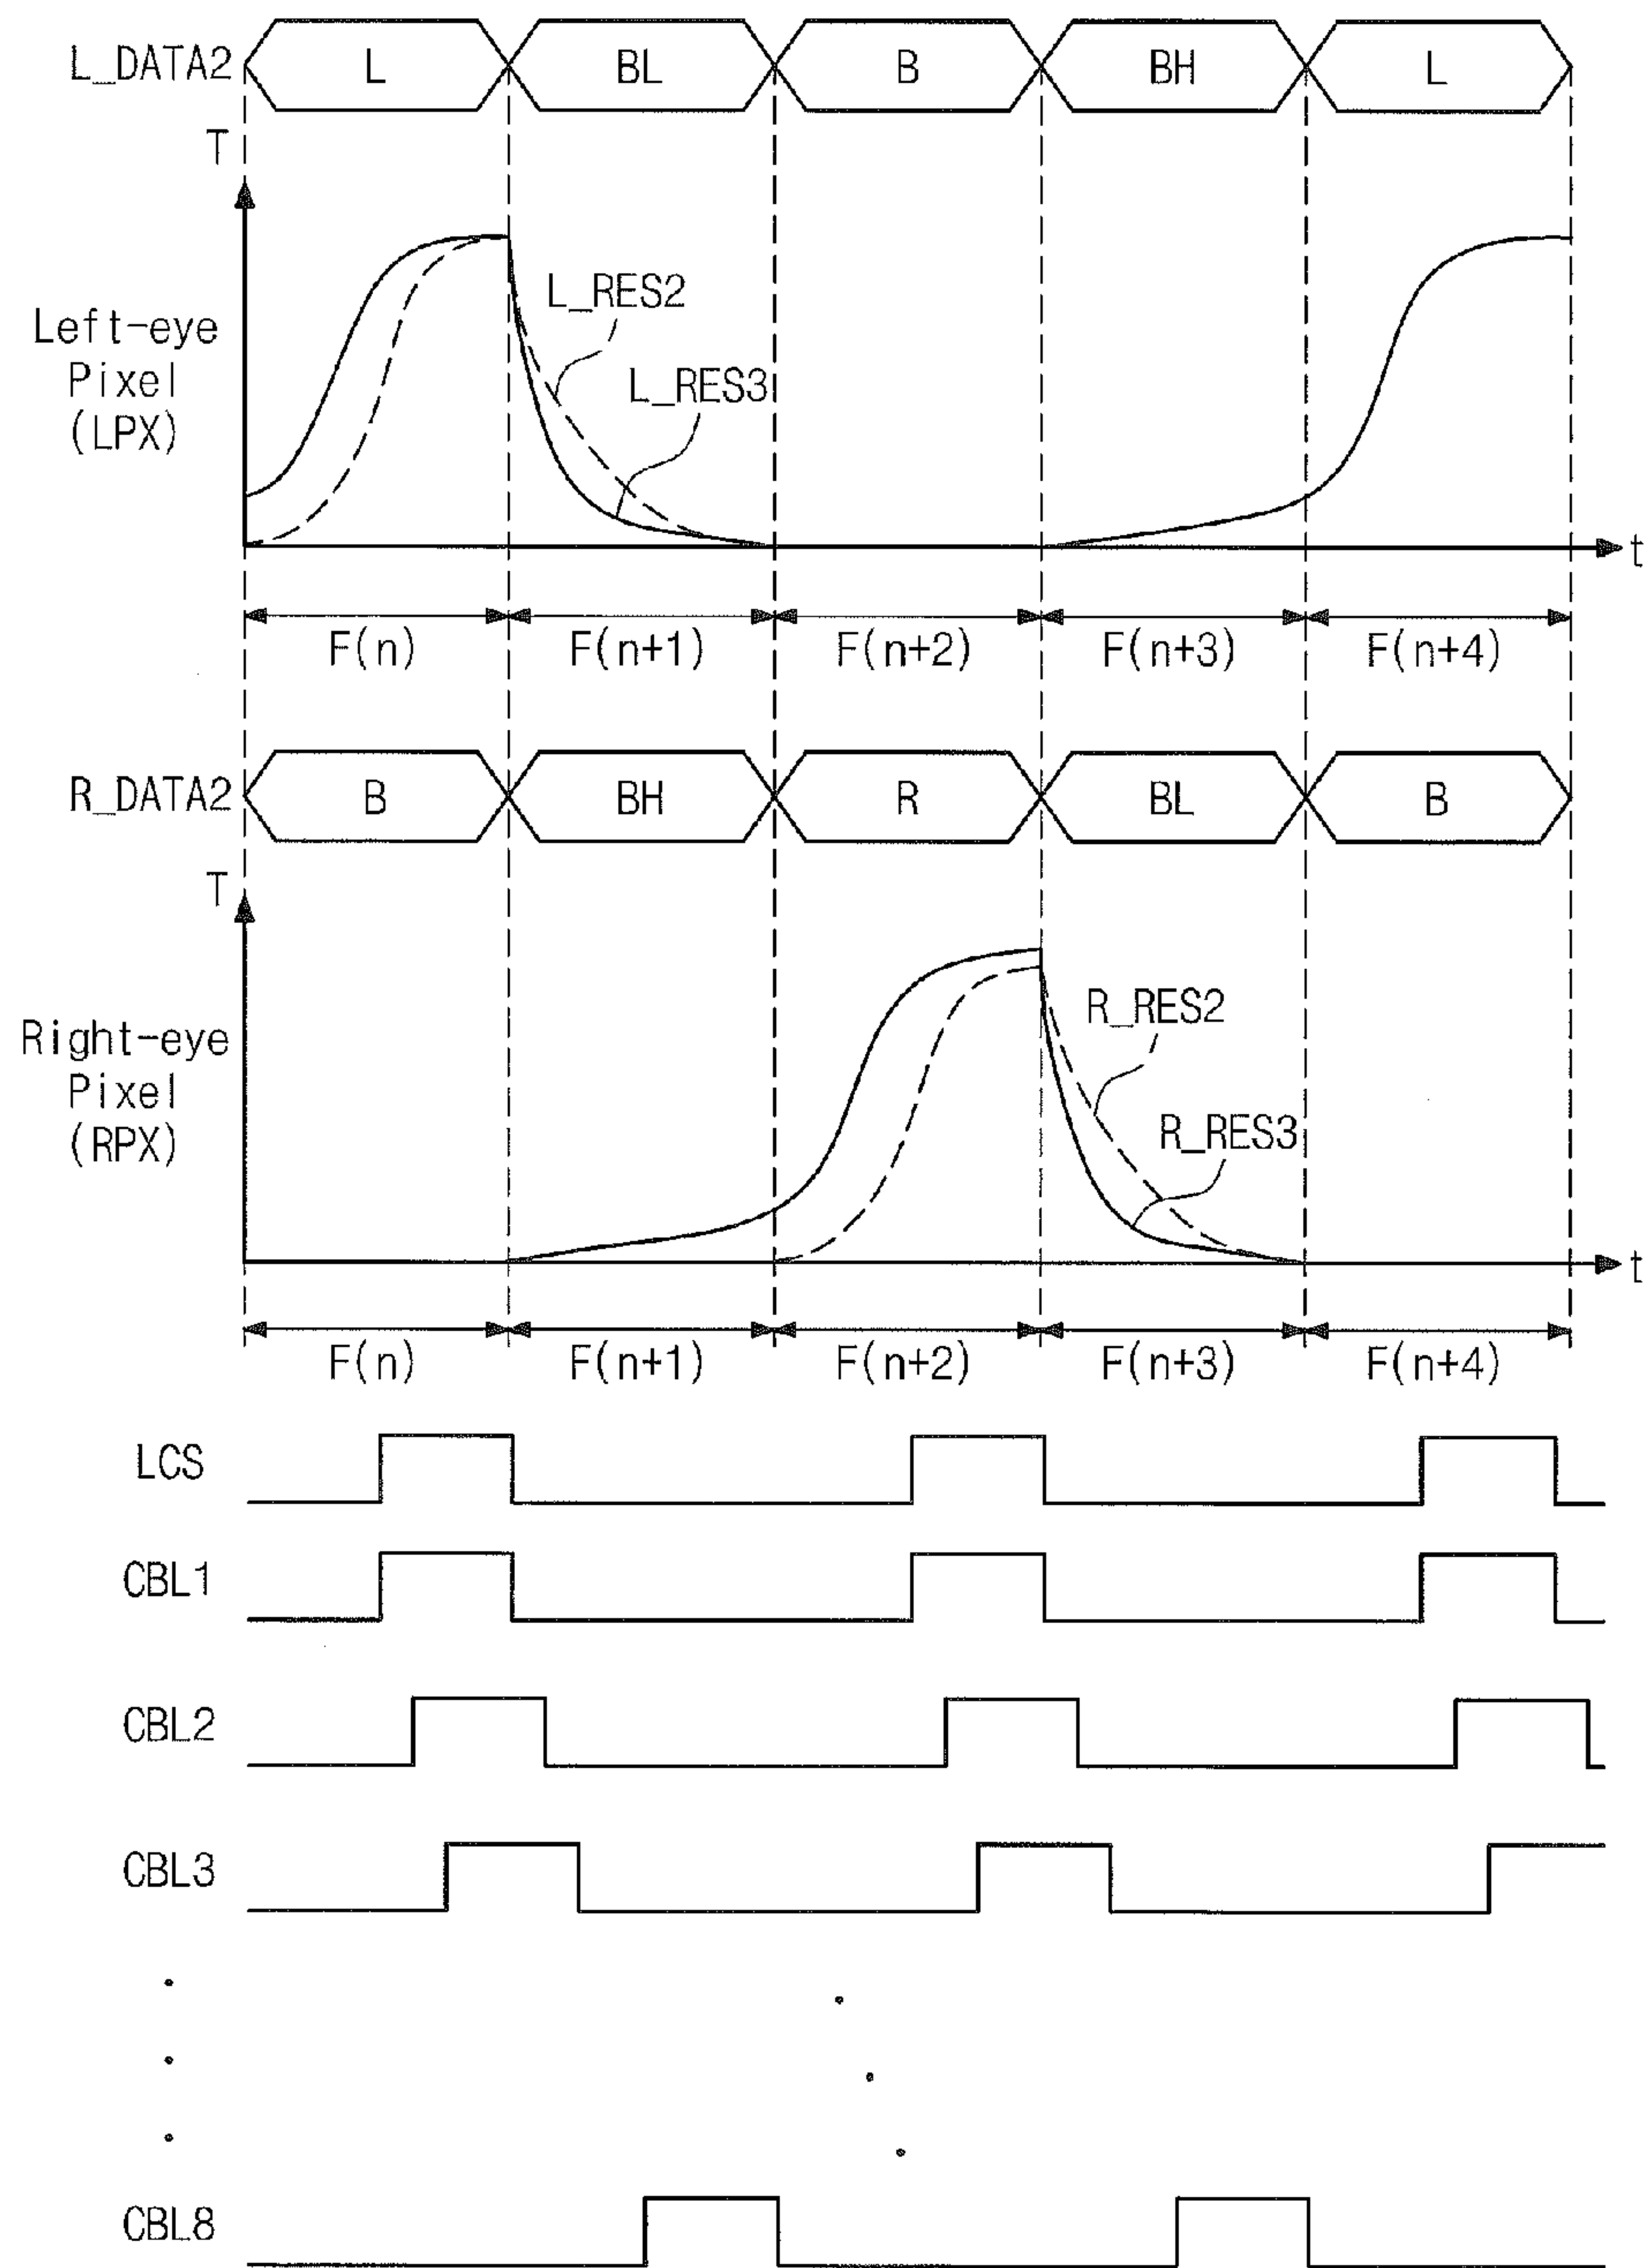 L_DATA2 L BL B BH L
T
L_RES2
L_RES3
Left-eye
Pixel
(LPX)
t
F(n) F(n+1) F(n+2) F(n+3) F(n+4)
R_DATA2 B BH R BL B
T
R_RES2
R_RES3
Right-eye
Pixel
(RPX)
t
F(n) F(n+1) F(n+2) F(n+3) F(n+4)
LCS
CBL1
CBL2
CBL3
CBL8